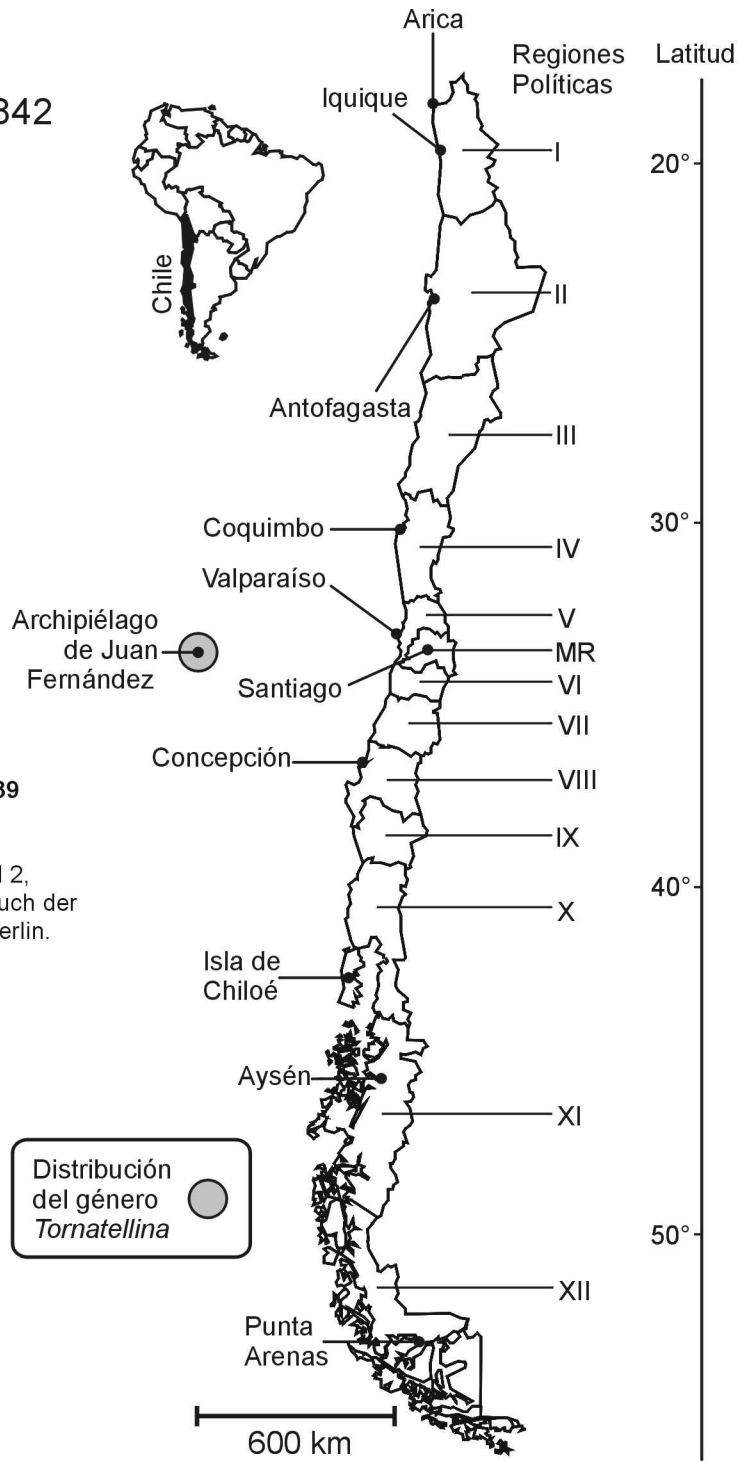 Arica
Regiones
Políticas
Latitud
842
Iquique
I
20°
Chile
II
Antofagasta
III
Coquimbo
30°
IV
Valparaíso
V
Archipiélago
de Juan
Fernández
MR
Santiago
VI
VII
Concepción
VIII
39
IX
l 2,
uch der
erlin.
40°
X
Isla de
Chiloé
Aysén
XI
Distribución
del género
Tornatellina
50°
XII
Punta
Arenas
600 km